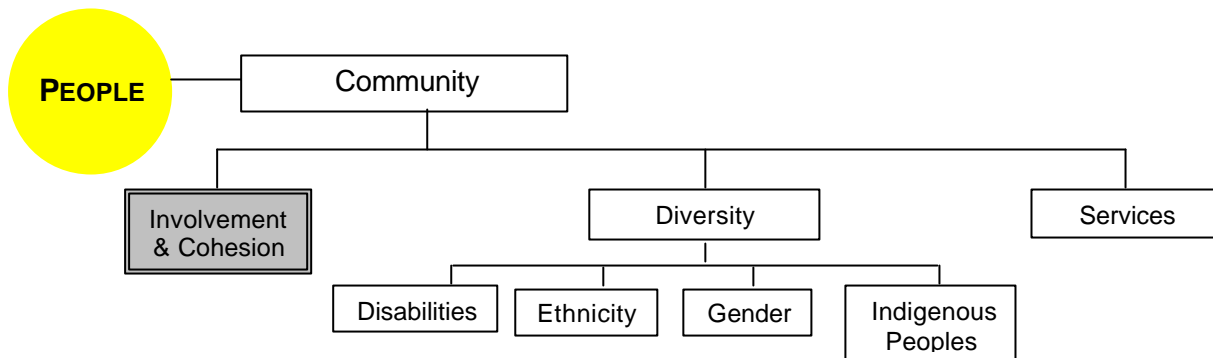 PEOPLE
Community
Involvement
& Cohesion
Diversity
Services
Disabilities
Ethnicity
Gender
Indigenous
Peoples